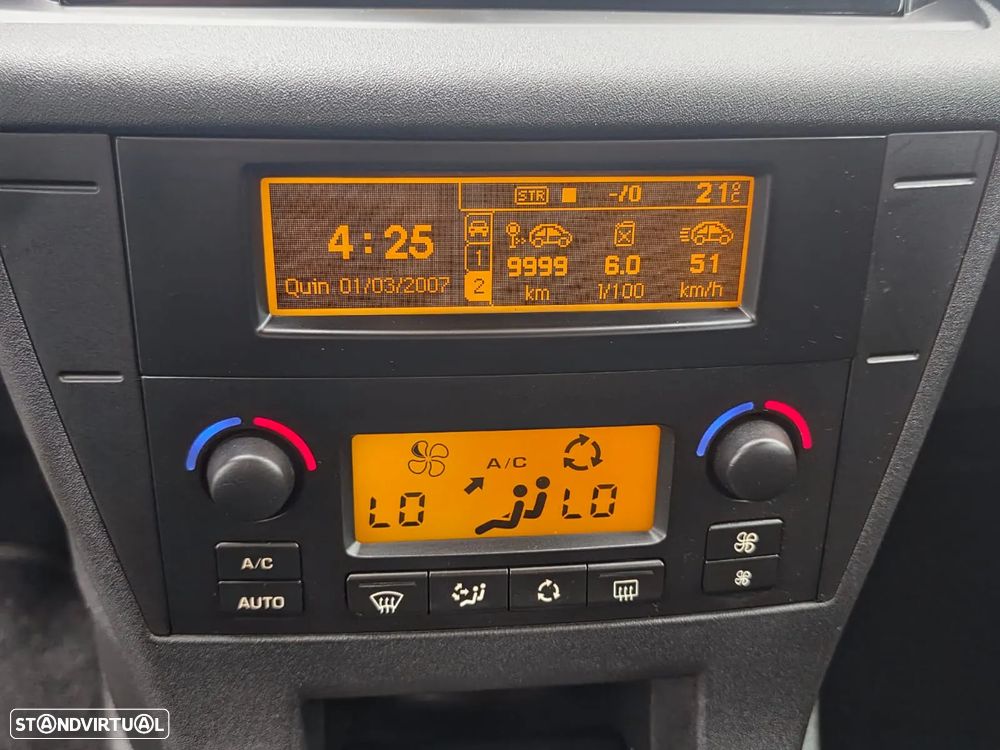 STR -/0 21°C
4:25
Quin 01/03/2007
1
2
9999 6.0 51
km 1/100 km/h
A/C
LO LO
A/C
AUTO
STANDVIRTUAL